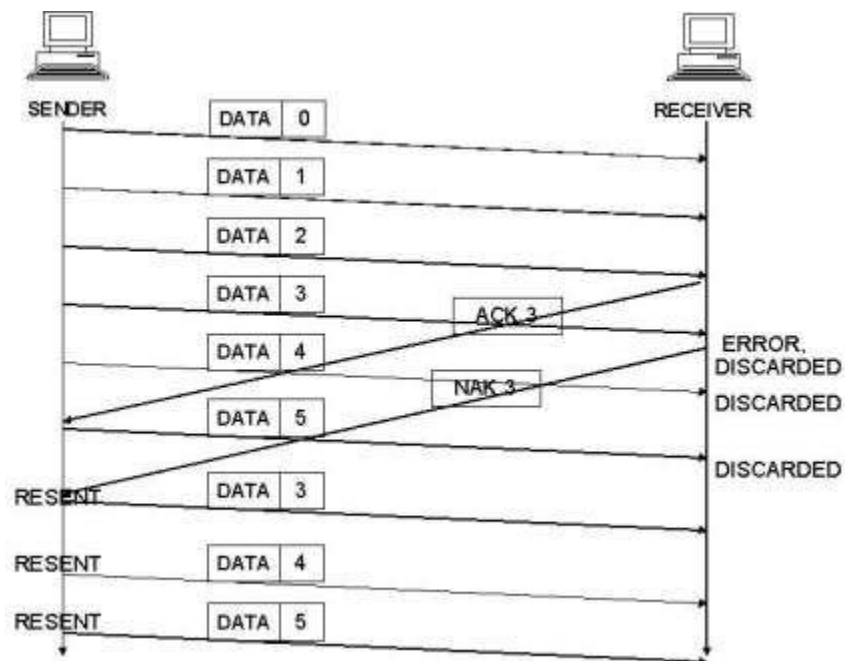 SENDER
RECEIVER
DATA 0
DATA 1
DATA 2
DATA 3
ACK 3
ERROR,
DISCARDED
DATA 4
NAK 3
DISCARDED
DATA 5
DISCARDED
RESENT
DATA 3
RESENT
DATA 4
RESENT
DATA 5